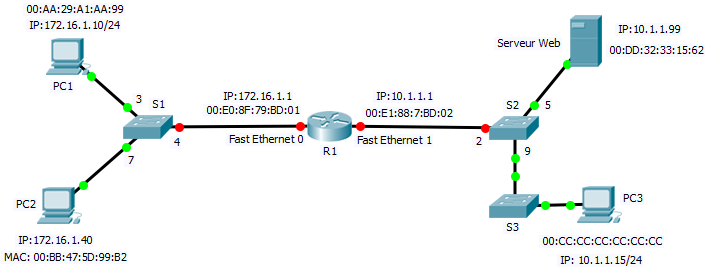 00:AA:29:A1:AA:99
IP:172.16.1.10/24
PC1
3
S1
4
7
PC2
IP:172.16.1.40
MAC: 00:BB:47:5D:99:B2
IP:172.16.1.1
00:E0:8F:79:BD:01
Fast Ethernet 0
R1
IP:10.1.1.1
00:E1:88:7:BD:02
Fast Ethernet 1
Serveur Web
IP:10.1.1.99
00:DD:32:33:15:62
S2
5
2
9
S3
PC3
00:CC:CC:CC:CC:CC:CC
IP: 10.1.1.15/24